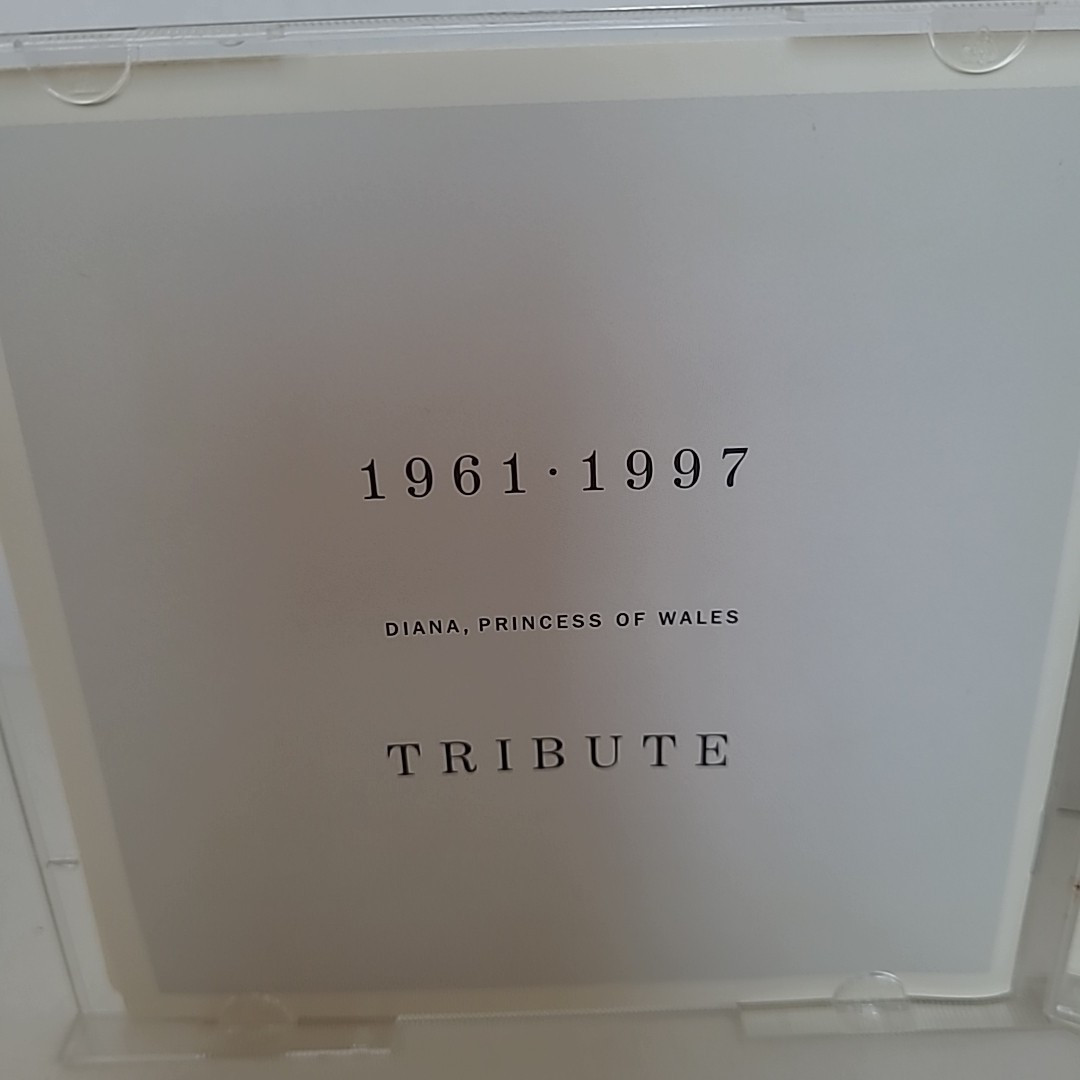 1961·1997
DIANA, PRINCESS OF WALES
TRIBUTE